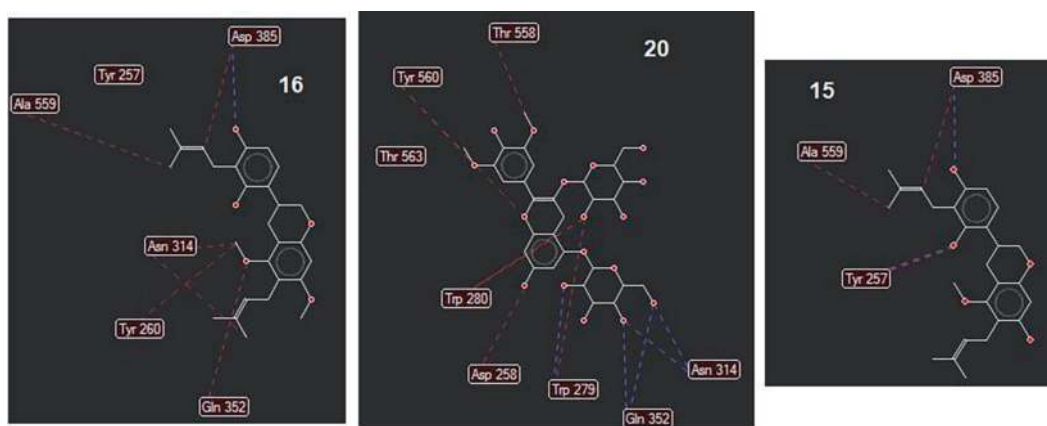 Asp 385
16
Tyr 257
Ala 559
Asn 314
Tyr 260
Gln 352
Thr 558
20
Tyr 560
Thr 563
Trp 280
Asp 258
Trp 279
Asn 314
Gln 352
Asp 385
15
Ala 559
Tyr 257